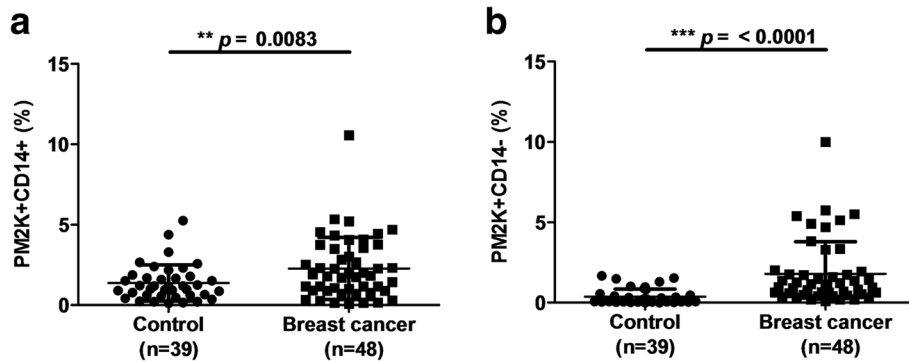 a
** p = 0.0083
PM2K+CD14+ (%)
15
10
5
0
Control
(n=39)
Breast cancer
(n=48)
b
*** p = < 0.0001
PM2K+CD14- (%)
15
10
5
0
Control
(n=39)
Breast cancer
(n=48)